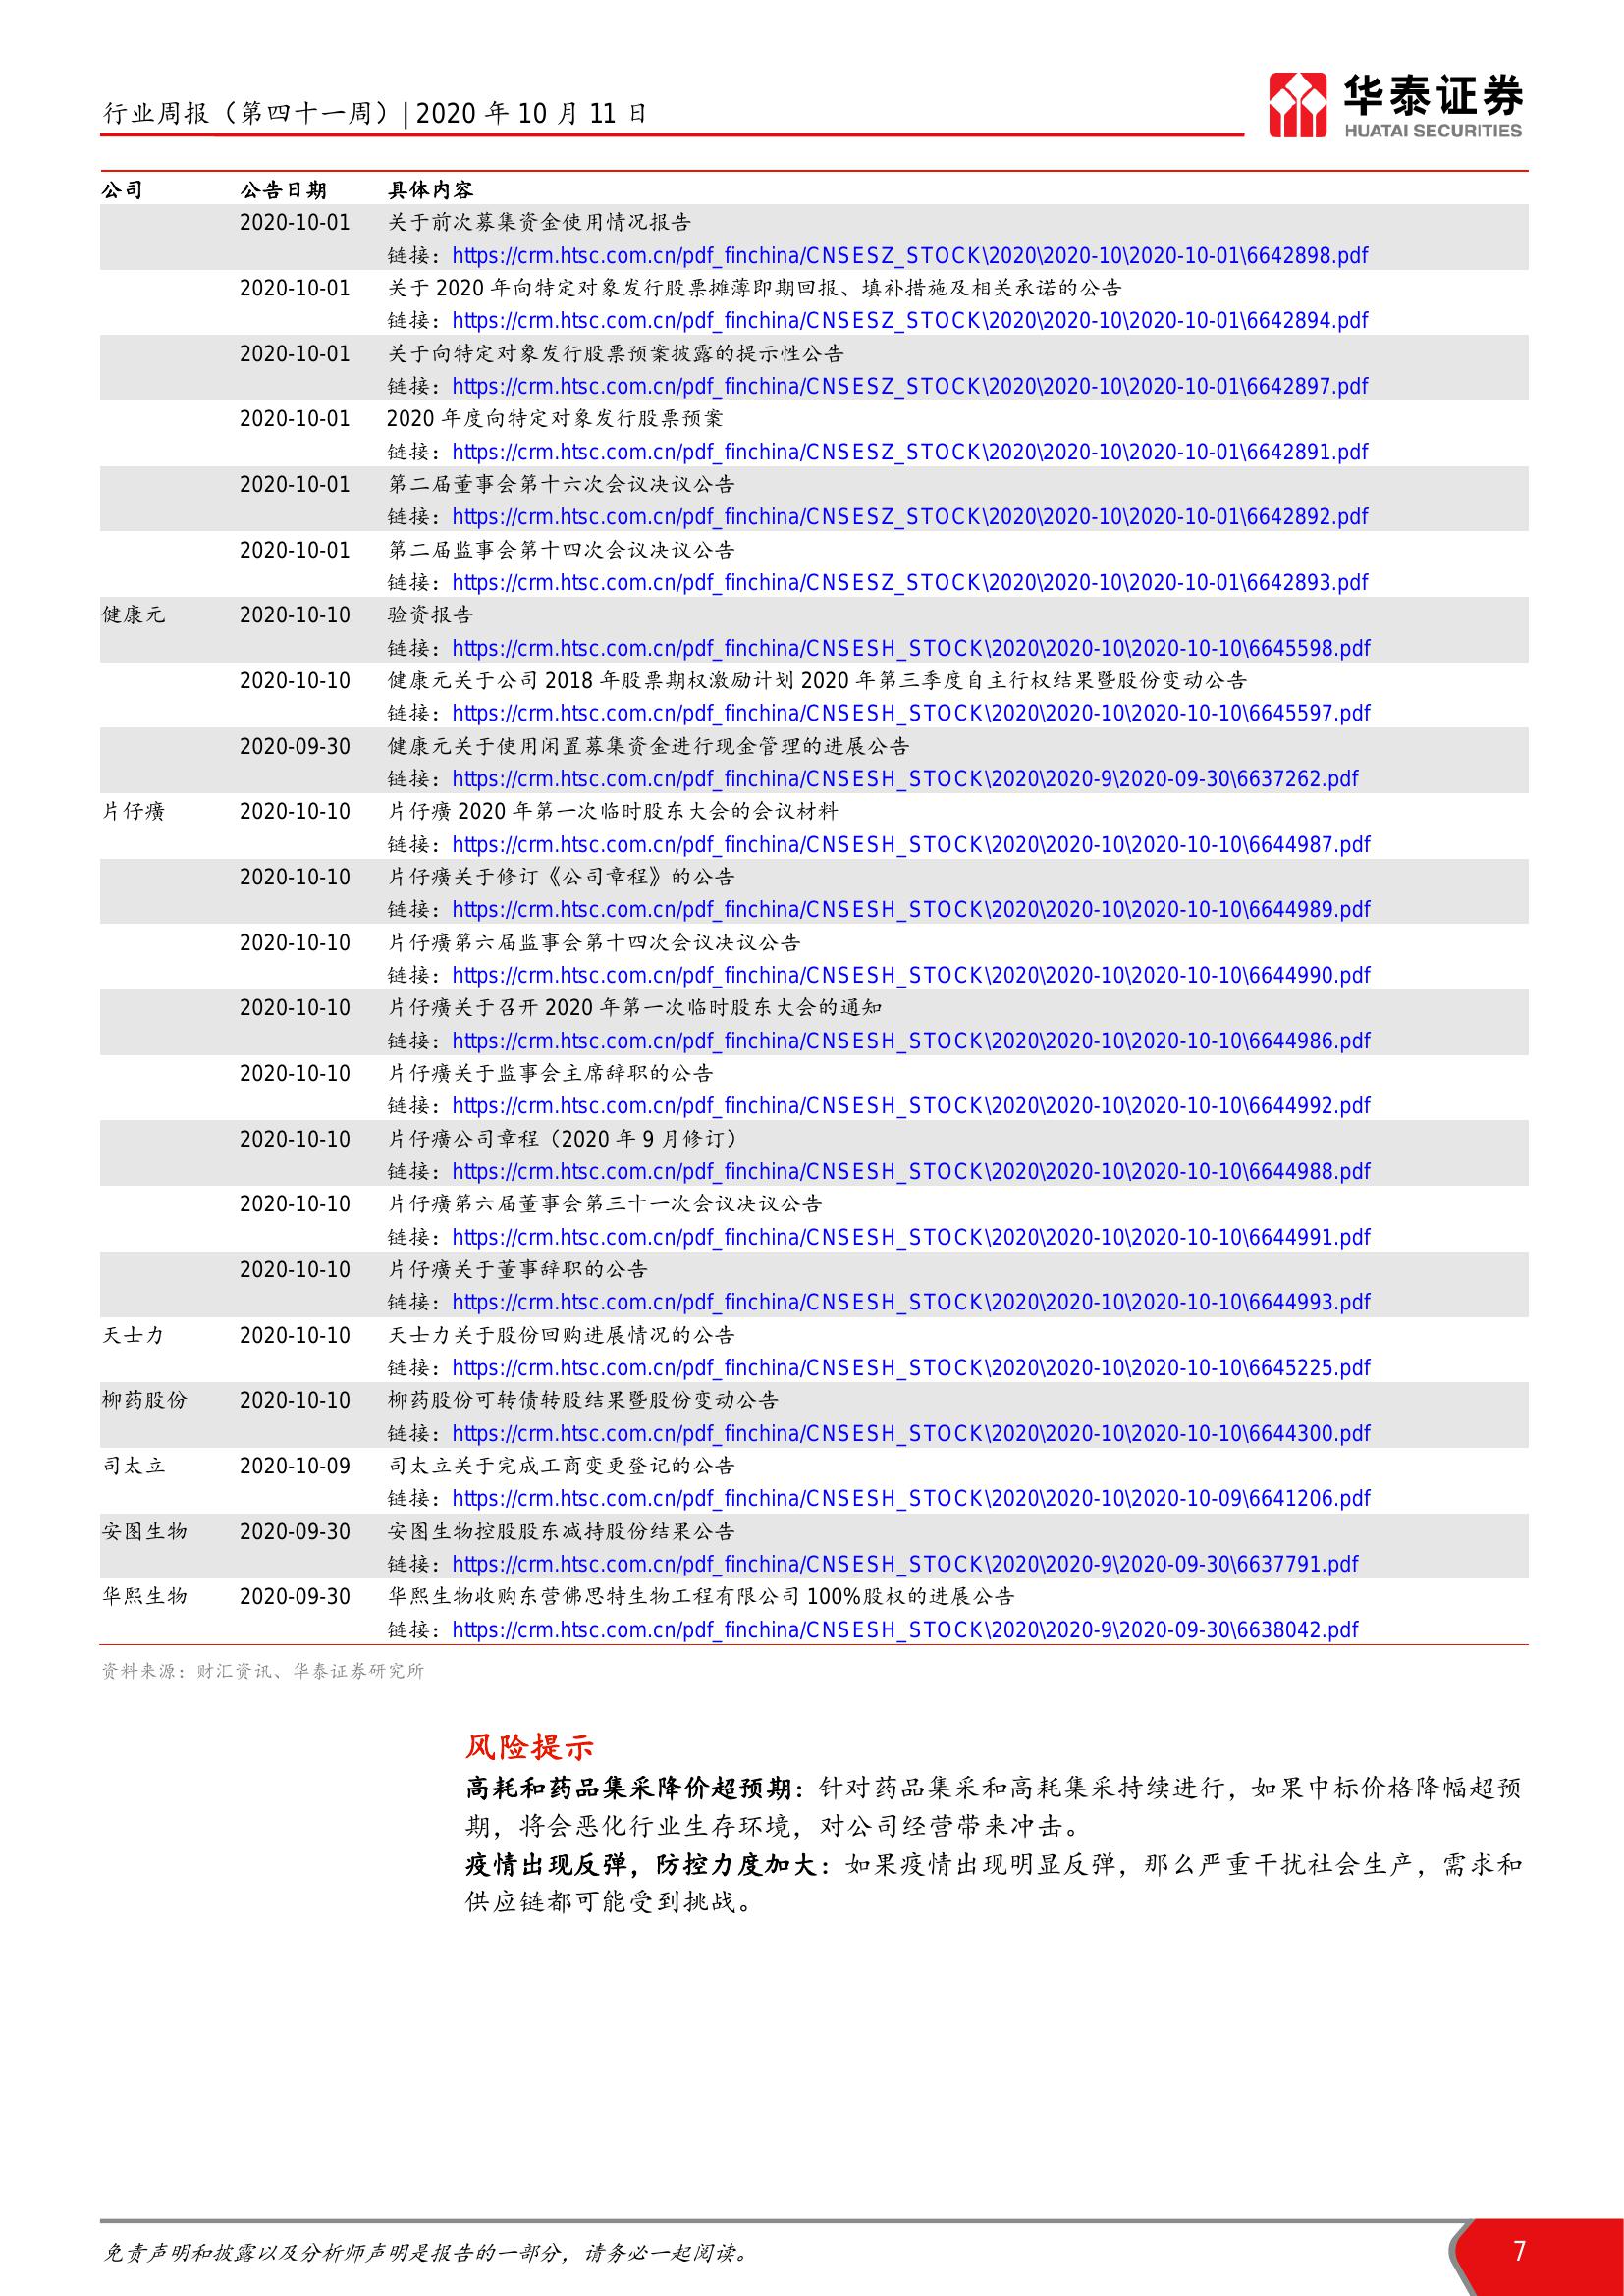 行业周报（第四十一周）| 2020 年 10 月 11 日
华泰证券
HUATAI SECURITIES
公司 公告日期 具体内容
2020-10-01 关于前次募集资金使用情况报告
链接：https://crm.htsc.com.cn/pdf_finchina/CNSESZ_STOCK\2020\2020-10\2020-10-01\6642898.pdf
2020-10-01 关于 2020 年向特定对象发行股票摊薄即期回报、填补措施及相关承诺的公告
链接：https://crm.htsc.com.cn/pdf_finchina/CNSESZ_STOCK\2020\2020-10\2020-10-01\6642894.pdf
2020-10-01 关于向特定对象发行股票预案披露的提示性公告
链接：https://crm.htsc.com.cn/pdf_finchina/CNSESZ_STOCK\2020\2020-10\2020-10-01\6642897.pdf
2020-10-01 2020 年度向特定对象发行股票预案
链接：https://crm.htsc.com.cn/pdf_finchina/CNSESZ_STOCK\2020\2020-10\2020-10-01\6642891.pdf
2020-10-01 第二届董事会第十六次会议决议公告
链接：https://crm.htsc.com.cn/pdf_finchina/CNSESZ_STOCK\2020\2020-10\2020-10-01\6642892.pdf
2020-10-01 第二届监事会第十四次会议决议公告
链接：https://crm.htsc.com.cn/pdf_finchina/CNSESZ_STOCK\2020\2020-10\2020-10-01\6642893.pdf
健康元 2020-10-10 验资报告
链接：https://crm.htsc.com.cn/pdf_finchina/CNSESH_STOCK\2020\2020-10\2020-10-10\6645598.pdf
2020-10-10 健康元关于公司 2018 年股票期权激励计划 2020 年第三季度自主行权结果暨股份变动公告
链接：https://crm.htsc.com.cn/pdf_finchina/CNSESH_STOCK\2020\2020-10\2020-10-10\6645597.pdf
2020-09-30 健康元关于使用闲置募集资金进行现金管理的进展公告
链接：https://crm.htsc.com.cn/pdf_finchina/CNSESH_STOCK\2020\2020-9\2020-09-30\6637262.pdf
片仔癀 2020-10-10 片仔癀 2020 年第一次临时股东大会的会议材料
链接：https://crm.htsc.com.cn/pdf_finchina/CNSESH_STOCK\2020\2020-10\2020-10-10\6644987.pdf
2020-10-10 片仔癀关于修订《公司章程》的公告
链接：https://crm.htsc.com.cn/pdf_finchina/CNSESH_STOCK\2020\2020-10\2020-10-10\6644989.pdf
2020-10-10 片仔癀第六届监事会第十四次会议决议公告
链接：https://crm.htsc.com.cn/pdf_finchina/CNSESH_STOCK\2020\2020-10\2020-10-10\6644990.pdf
2020-10-10 片仔癀关于召开 2020 年第一次临时股东大会的通知
链接：https://crm.htsc.com.cn/pdf_finchina/CNSESH_STOCK\2020\2020-10\2020-10-10\6644986.pdf
2020-10-10 片仔癀关于监事会主席辞职的公告
链接：https://crm.htsc.com.cn/pdf_finchina/CNSESH_STOCK\2020\2020-10\2020-10-10\6644992.pdf
2020-10-10 片仔癀公司章程（2020 年 9 月修订）
链接：https://crm.htsc.com.cn/pdf_finchina/CNSESH_STOCK\2020\2020-10\2020-10-10\6644988.pdf
2020-10-10 片仔癀第六届董事会第三十一次会议决议公告
链接：https://crm.htsc.com.cn/pdf_finchina/CNSESH_STOCK\2020\2020-10\2020-10-10\6644991.pdf
2020-10-10 片仔癀关于董事辞职的公告
链接：https://crm.htsc.com.cn/pdf_finchina/CNSESH_STOCK\2020\2020-10\2020-10-10\6644993.pdf
天士力 2020-10-10 天士力关于股份回购进展情况的公告
链接：https://crm.htsc.com.cn/pdf_finchina/CNSESH_STOCK\2020\2020-10\2020-10-10\6645225.pdf
柳药股份 2020-10-10 柳药股份可转债转股结果暨股份变动公告
链接：https://crm.htsc.com.cn/pdf_finchina/CNSESH_STOCK\2020\2020-10\2020-10-10\6644300.pdf
司太立 2020-10-09 司太立关于完成工商变更登记的公告
链接：https://crm.htsc.com.cn/pdf_finchina/CNSESH_STOCK\2020\2020-10\2020-10-09\6641206.pdf
安图生物 2020-09-30 安图生物控股股东减持股份结果公告
链接：https://crm.htsc.com.cn/pdf_finchina/CNSESH_STOCK\2020\2020-9\2020-09-30\6637791.pdf
华熙生物 2020-09-30 华熙生物收购东营佛思特生物工程有限公司 100%股权的进展公告
链接：https://crm.htsc.com.cn/pdf_finchina/CNSESH_STOCK\2020\2020-9\2020-09-30\6638042.pdf
资料来源：财汇资讯、华泰证券研究所
风险提示
高耗和药品集采降价超预期：针对药品集采和高耗集采持续进行，如果中标价格降幅超预
期，将会恶化行业生存环境，对公司经营带来冲击。
疫情出现反弹，防控力度加大：如果疫情出现明显反弹，那么严重干扰社会生产，需求和
供应链都可能受到挑战。
免责声明和披露以及分析师声明是报告的一部分，请务必一起阅读。 7